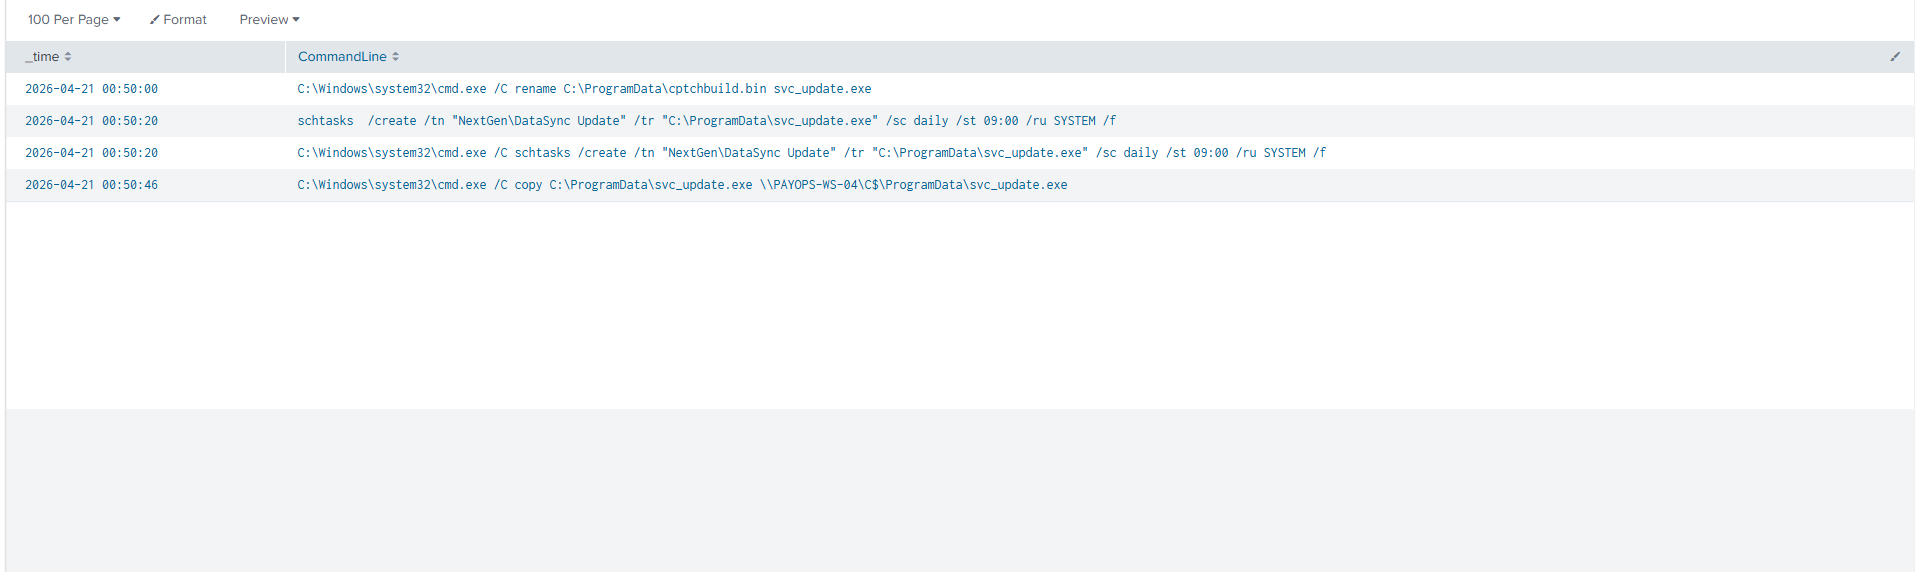 100 Per Page Format Preview
_time CommandLine
2026-04-21 00:50:00 C:\Windows\system32\cmd.exe /C rename C:\ProgramData\cptchbuild.bin svc_update.exe
2026-04-21 00:50:20 schtasks  /create /tn "NextGen\DataSync Update" /tr "C:\ProgramData\svc_update.exe" /sc daily /st 09:00 /ru SYSTEM /f
2026-04-21 00:50:20 C:\Windows\system32\cmd.exe /C schtasks /create /tn "NextGen\DataSync Update" /tr "C:\ProgramData\svc_update.exe" /sc daily /st 09:00 /ru SYSTEM /f
2026-04-21 00:50:46 C:\Windows\system32\cmd.exe /C copy C:\ProgramData\svc_update.exe \\PAYOPS-WS-04\C$\ProgramData\svc_update.exe